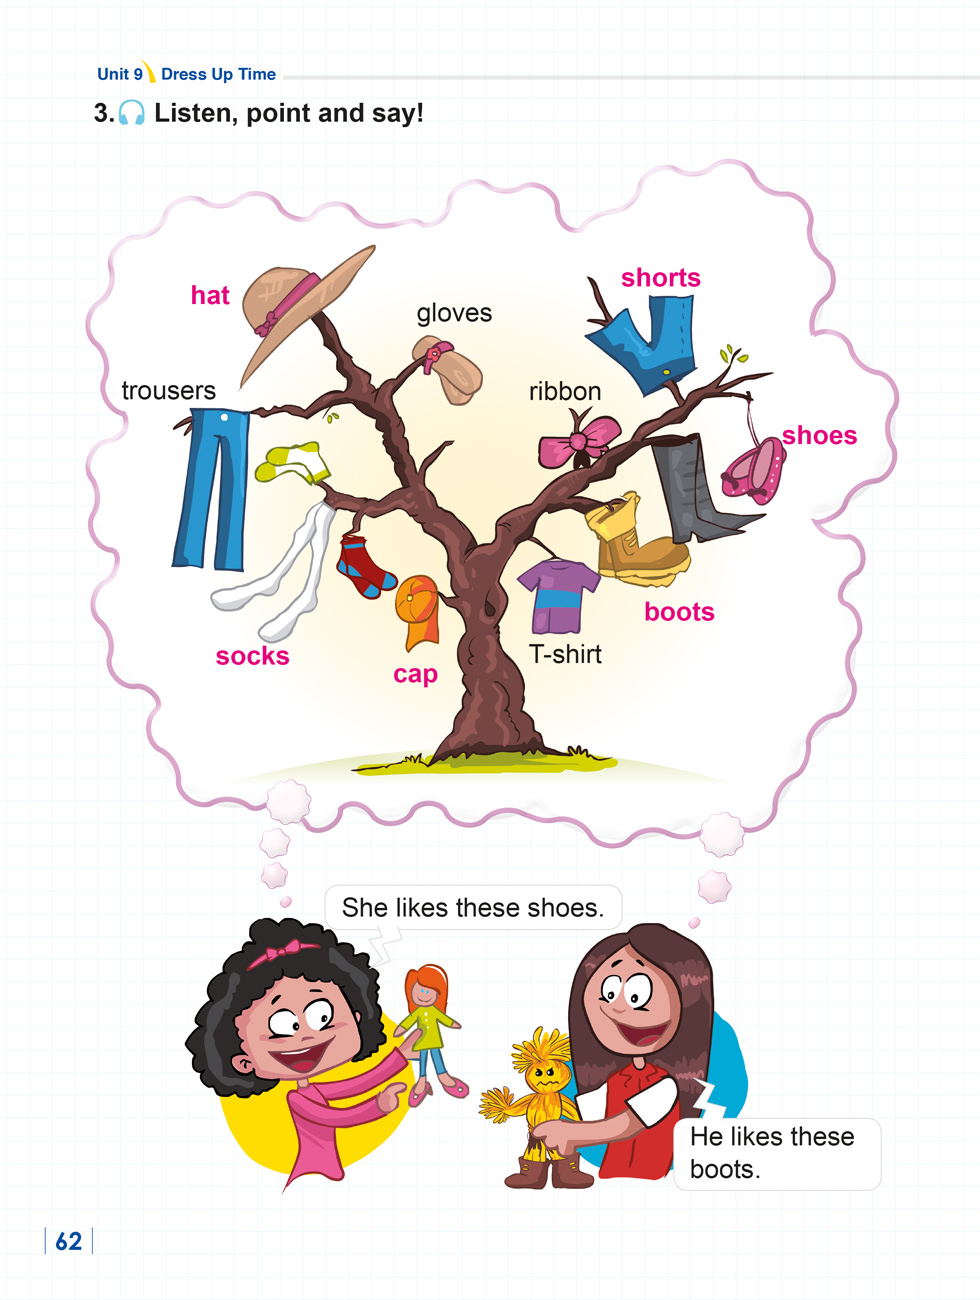 Unit 9 Dress Up Time
3. Listen, point and say!
hat
gloves
shorts
trousers
ribbon
shoes
boots
socks
T-shirt
cap
She likes these shoes.
He likes these
boots.
62